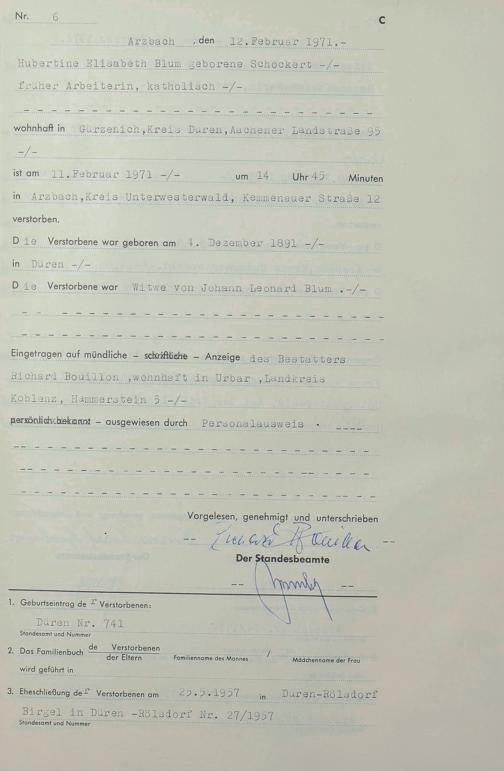 Nr. 6 C
Arzbach ,den 12.Februar 1971.-
Hubertine Elisabeth Blum geborene Schockert -/-
früher Arbeiterin, katholisch -/-
wohnhaft in Gürzenich,Kreis Düren,Aachener Landstraße 95
-/-
ist am 11.Februar 1971 -/- um 14 Uhr 45 Minuten
in Arzbach,Kreis Unterwesterwald, Kemmenauer Straße 12
verstorben.
Die Verstorbene war geboren am 4. Dezember 1891 -/-
in Düren -/-
Die Verstorbene war Witwe von Johann Leonard Blum .-/-
Eingetragen auf mündliche – schriftliche – Anzeige des Bestatters
Richard Bouillon ,wohnhaft in Urbar ,Landkreis
Koblenz, Hammerstein 5 -/-
persönlich bekannt – ausgewiesen durch Personalausweis .
Vorgelesen, genehmigt und unterschrieben
-- Richard Bouillon --
Der Standesbeamte
-- --
1. Geburtseintrag der Verstorbenen:
Düren Nr. 741
Standesamt und Nummer
2. Das Familienbuch de Verstorbenen / der Eltern
Familienname des Mannes / Mädchenname der Frau
wird geführt in
3. Eheschließung der Verstorbenen am 25.5.1957 in Düren-Rölsdorf
Birgel in Düren -Rölsdorf Nr. 27/1957
Standesamt und Nummer